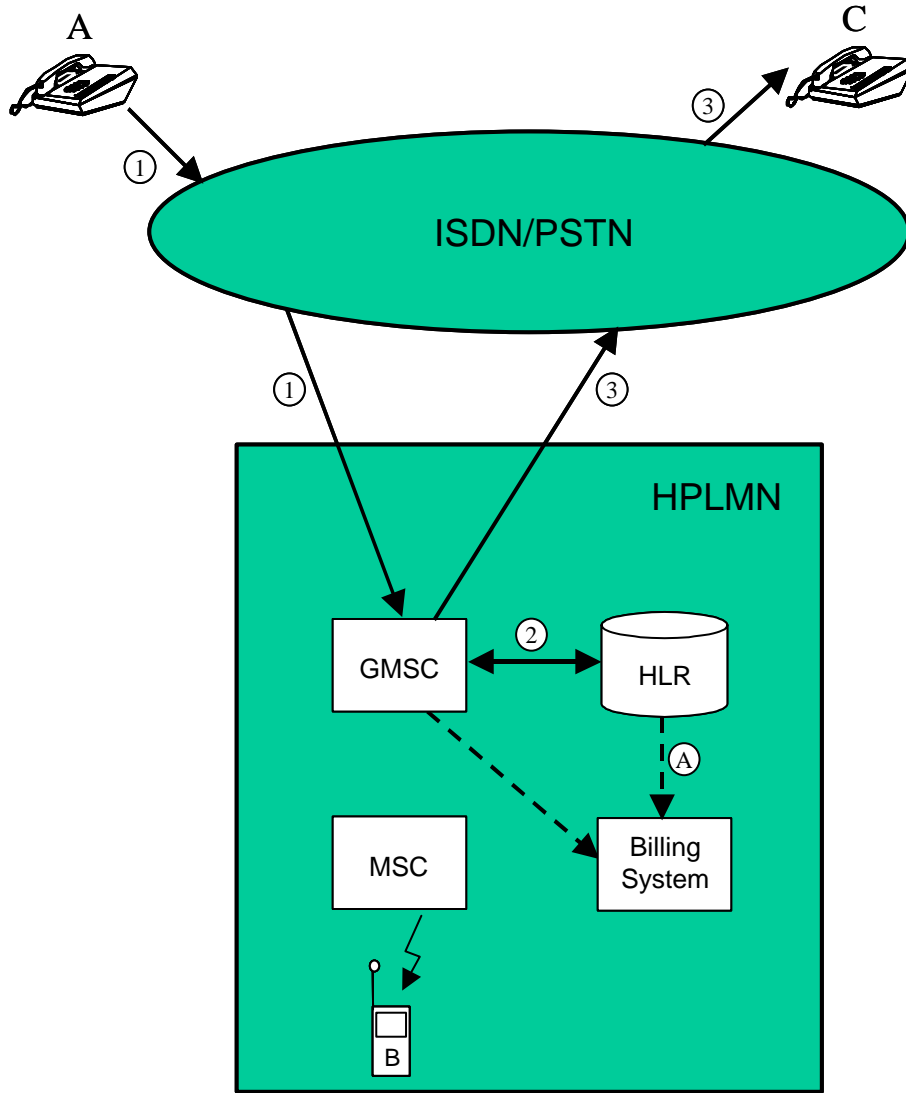 A
C
3
1
ISDN/PSTN
1
3
HPLMN
2
GMSC
HLR
A
MSC
Billing
System
B